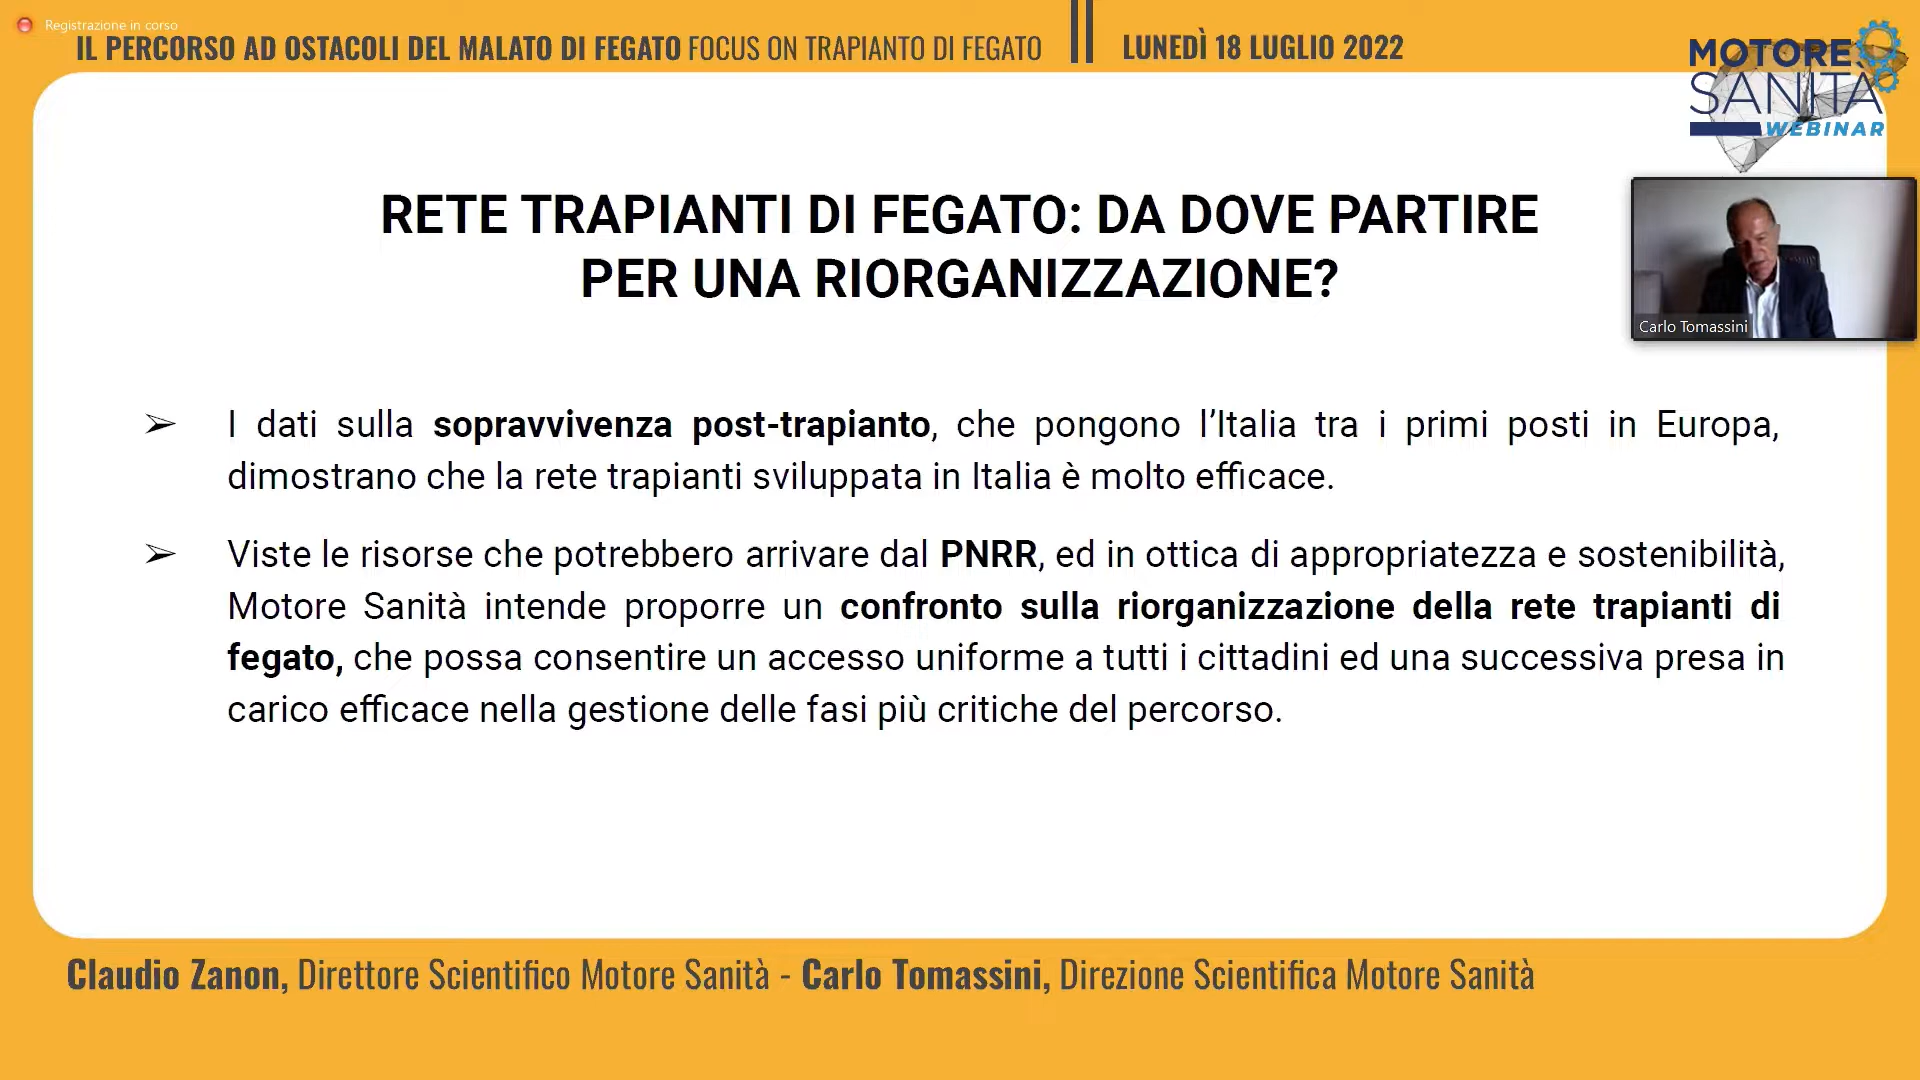 Registrazione in corso
IL PERCORSO AD OSTACOLI DEL MALATO DI FEGATO FOCUS ON TRAPIANTO DI FEGATO
LUNEDÌ 18 LUGLIO 2022
MOTORE
SANITÀ
WEBINAR
RETE TRAPIANTI DI FEGATO: DA DOVE PARTIRE
PER UNA RIORGANIZZAZIONE?
Carlo Tomassini
➢ I dati sulla sopravvivenza post-trapianto, che pongono l’Italia tra i primi posti in Europa,
dimostrano che la rete trapianti sviluppata in Italia è molto efficace.
➢ Viste le risorse che potrebbero arrivare dal PNRR, ed in ottica di appropriatezza e sostenibilità,
Motore Sanità intende proporre un confronto sulla riorganizzazione della rete trapianti di
fegato, che possa consentire un accesso uniforme a tutti i cittadini ed una successiva presa in
carico efficace nella gestione delle fasi più critiche del percorso.
Claudio Zanon, Direttore Scientifico Motore Sanità - Carlo Tomassini, Direzione Scientifica Motore Sanità